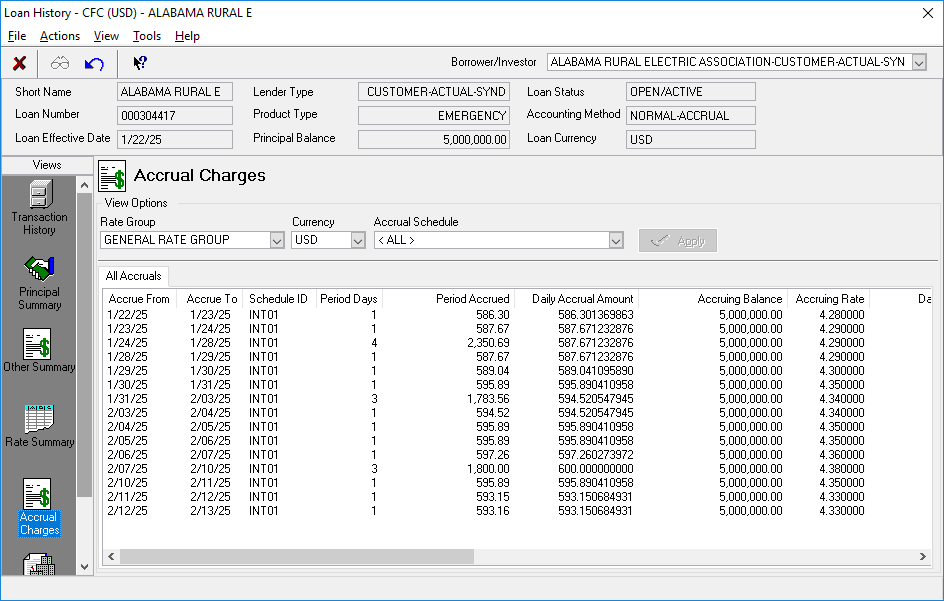 Loan History - CFC (USD) - ALABAMA RURAL E
File Actions View Tools Help
Borrower/Investor ALABAMA RURAL ELECTRIC ASSOCIATION-CUSTOMER-ACTUAL-SYN
Short Name ALABAMA RURAL E Lender Type CUSTOMER-ACTUAL-SYND Loan Status OPEN/ACTIVE
Loan Number 000304417 Product Type EMERGENCY Accounting Method NORMAL-ACCRUAL
Loan Effective Date 1/22/25 Principal Balance 5,000,000.00 Loan Currency USD
Views
Transaction
History
Principal
Summary
Other Summary
Rate Summary
Accrual
Charges
Accrual Charges
View Options
Rate Group Currency Accrual Schedule
GENERAL RATE GROUP USD < ALL > Apply
All Accruals
Accrue From Accrue To Schedule ID Period Days Period Accrued Daily Accrual Amount Accruing Balance Accruing Rate Da
1/22/25 1/23/25 INT01 1 586.30 586.301369863 5,000,000.00 4.280000
1/23/25 1/24/25 INT01 1 587.67 587.671232876 5,000,000.00 4.290000
1/24/25 1/28/25 INT01 4 2,350.69 587.671232876 5,000,000.00 4.290000
1/28/25 1/29/25 INT01 1 587.67 587.671232876 5,000,000.00 4.290000
1/29/25 1/30/25 INT01 1 589.04 589.041095890 5,000,000.00 4.300000
1/30/25 1/31/25 INT01 1 595.89 595.890410958 5,000,000.00 4.350000
1/31/25 2/03/25 INT01 3 1,783.56 594.520547945 5,000,000.00 4.340000
2/03/25 2/04/25 INT01 1 594.52 594.520547945 5,000,000.00 4.340000
2/04/25 2/05/25 INT01 1 595.89 595.890410958 5,000,000.00 4.350000
2/05/25 2/06/25 INT01 1 595.89 595.890410958 5,000,000.00 4.350000
2/06/25 2/07/25 INT01 1 597.26 597.260273972 5,000,000.00 4.360000
2/07/25 2/10/25 INT01 3 1,800.00 600.000000000 5,000,000.00 4.380000
2/10/25 2/11/25 INT01 1 595.89 595.890410958 5,000,000.00 4.350000
2/11/25 2/12/25 INT01 1 593.15 593.150684931 5,000,000.00 4.330000
2/12/25 2/13/25 INT01 1 593.16 593.150684931 5,000,000.00 4.330000